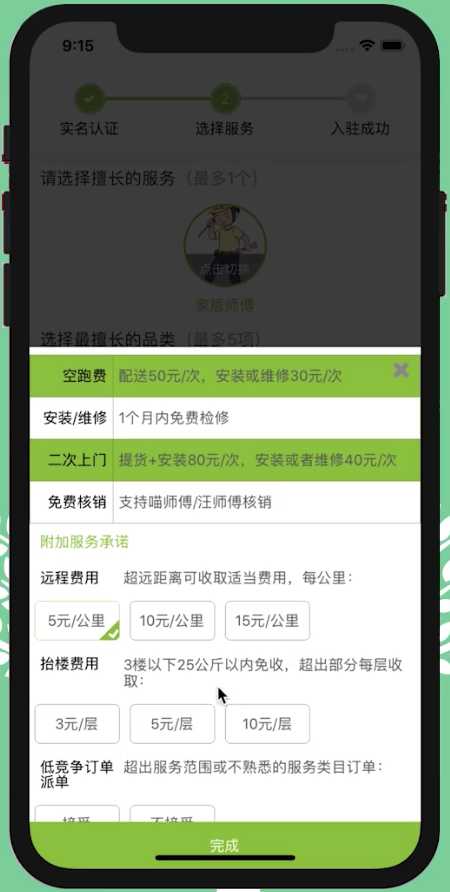 9:15
2
实名认证
选择服务
入驻成功
请选择擅长的服务（最多1个）
点击切换
家居师傅
选择最擅长的品类（最多5项）
空跑费 配送50元/次，安装或维修30元/次
安装/维修 1个月内免费检修
二次上门 提货+安装80元/次，安装或者维修40元/次
免费核销 支持喵师傅/汪师傅核销
附加服务承诺
远程费用 超远距离可收取适当费用，每公里：
5元/公里 10元/公里 15元/公里
抬楼费用 3楼以下25公斤以内免收，超出部分每层收
取：
3元/层 5元/层 10元/层
低竞争订单 超出服务范围或不熟悉的服务类目订单：
派单
接受 不接受
完成